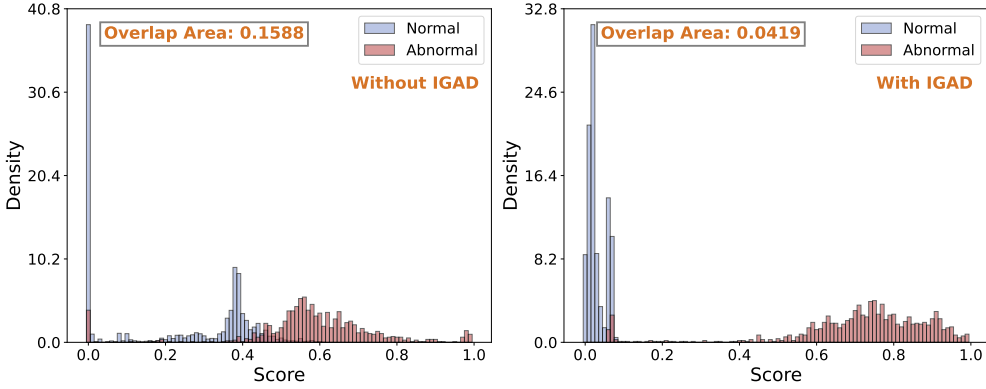 40.8
30.6
20.4
10.2
0.0
Density
Overlap Area: 0.1588
Normal
Abnormal
Without IGAD
0.0 0.2 0.4 0.6 0.8 1.0
Score
32.8
24.6
16.4
8.2
0.0
Density
Overlap Area: 0.0419
Normal
Abnormal
With IGAD
0.0 0.2 0.4 0.6 0.8 1.0
Score